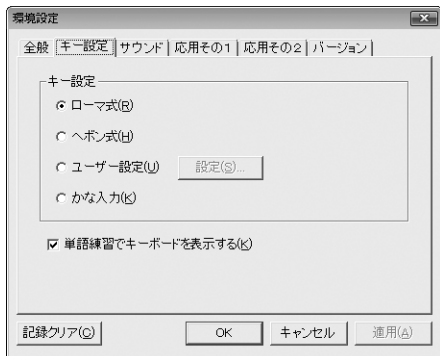 環境設定
全般 キー設定 サウンド 応用その1 応用その2 バージョン
キー設定
ローマ式(R)
ヘボン式(H)
ユーザー設定(U) 設定(S)...
かな入力(K)
単語練習でキーボードを表示する(K)
記録クリア(C) OK キャンセル 適用(A)